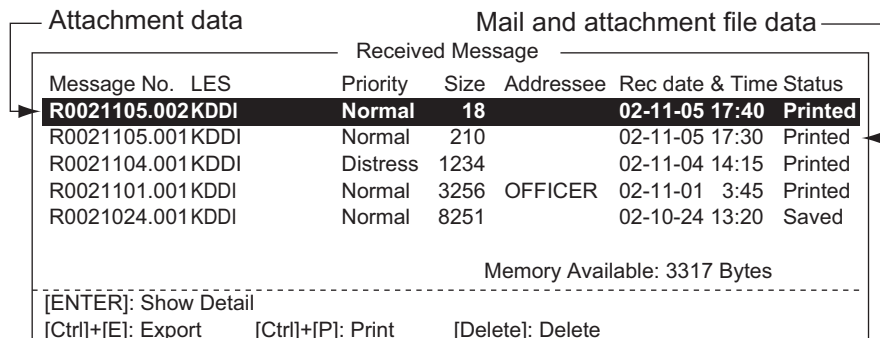 Attachment data Mail and attachment file data
Received Message
Message No. LES Priority Size Addressee Rec date & Time Status
R0021105.002KDDI Normal 18 02-11-05 17:40 Printed
R0021105.001KDDI Normal 210 02-11-05 17:30 Printed
R0021104.001KDDI Distress 1234 02-11-04 14:15 Printed
R0021101.001KDDI Normal 3256 OFFICER 02-11-01 3:45 Printed
R0021024.001KDDI Normal 8251 02-10-24 13:20 Saved
Memory Available: 3317 Bytes
[ENTER]: Show Detail
[Ctrl]+[E]: Export [Ctrl]+[P]: Print [Delete]: Delete